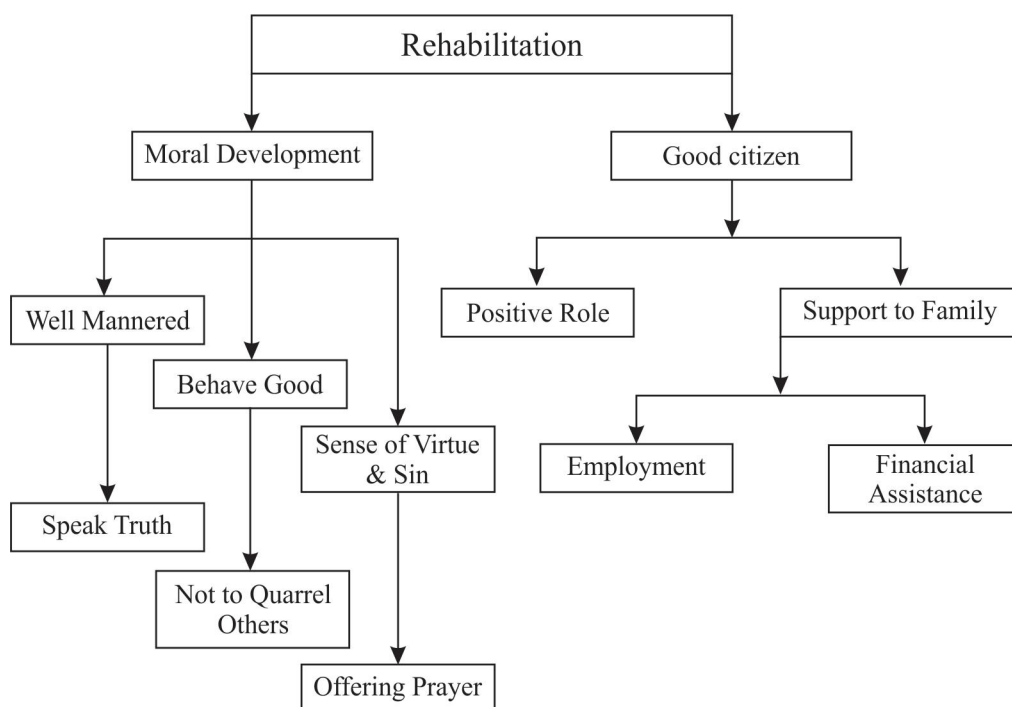 Rehabilitation
Moral Development
Good citizen
Well Mannered
Positive Role
Support to Family
Behave Good
Sense of Virtue
& Sin
Employment
Financial
Assistance
Speak Truth
Not to Quarrel
Others
Offering Prayer